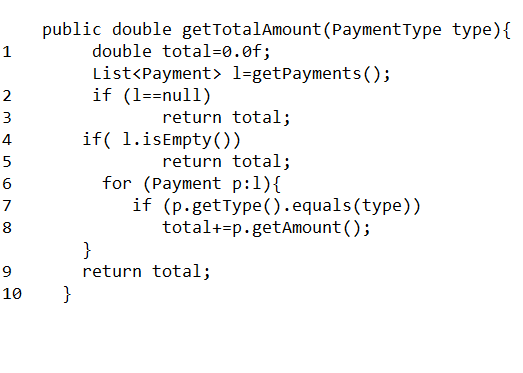 public double getTotalAmount(PaymentType type){
1 double total=0.0f;
List<Payment> l=getPayments();
2 if (l==null)
3 return total;
4 if( l.isEmpty())
5 return total;
6 for (Payment p:l){
7 if (p.getType().equals(type))
8 total+=p.getAmount();
}
9 return total;
10 }